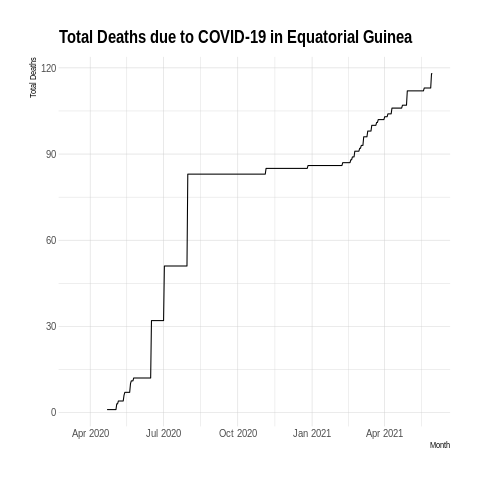 Total Deaths due to COVID-19 in Equatorial Guinea
Total Deaths
120
90
60
30
0
Apr 2020 Jul 2020 Oct 2020 Jan 2021 Apr 2021
Month